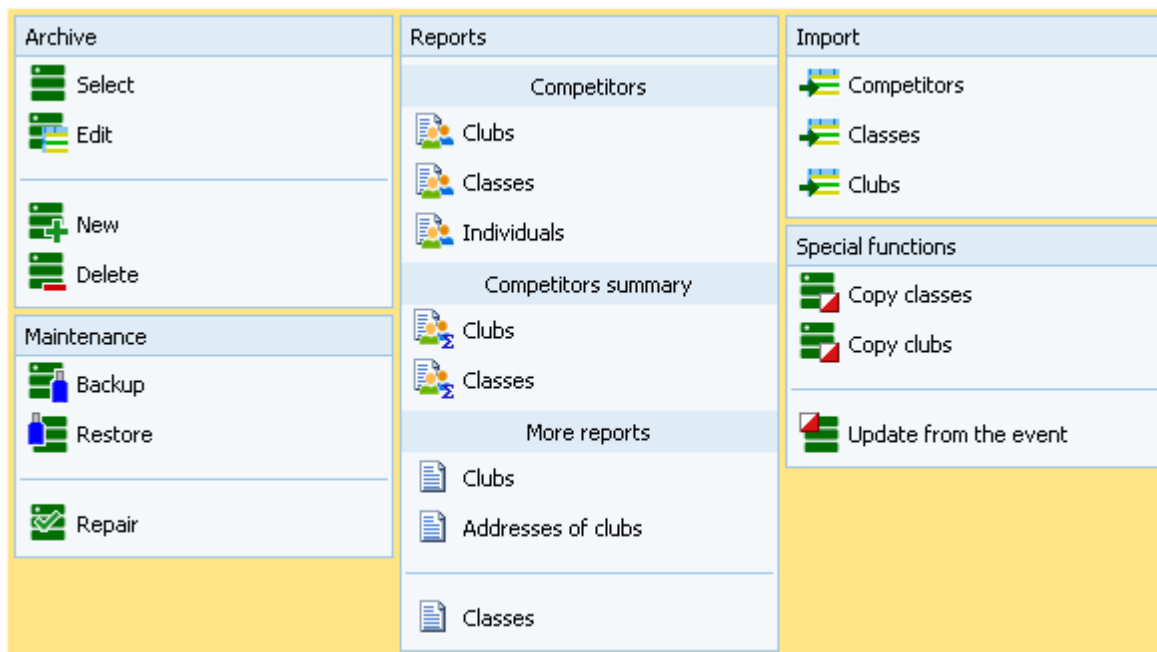 Archive
Select
Edit
New
Delete
Maintenance
Backup
Restore
Repair
Reports
Competitors
Clubs
Classes
Individuals
Competitors summary
Clubs
Classes
More reports
Clubs
Addresses of clubs
Classes
Import
Competitors
Classes
Clubs
Special functions
Copy classes
Copy clubs
Update from the event